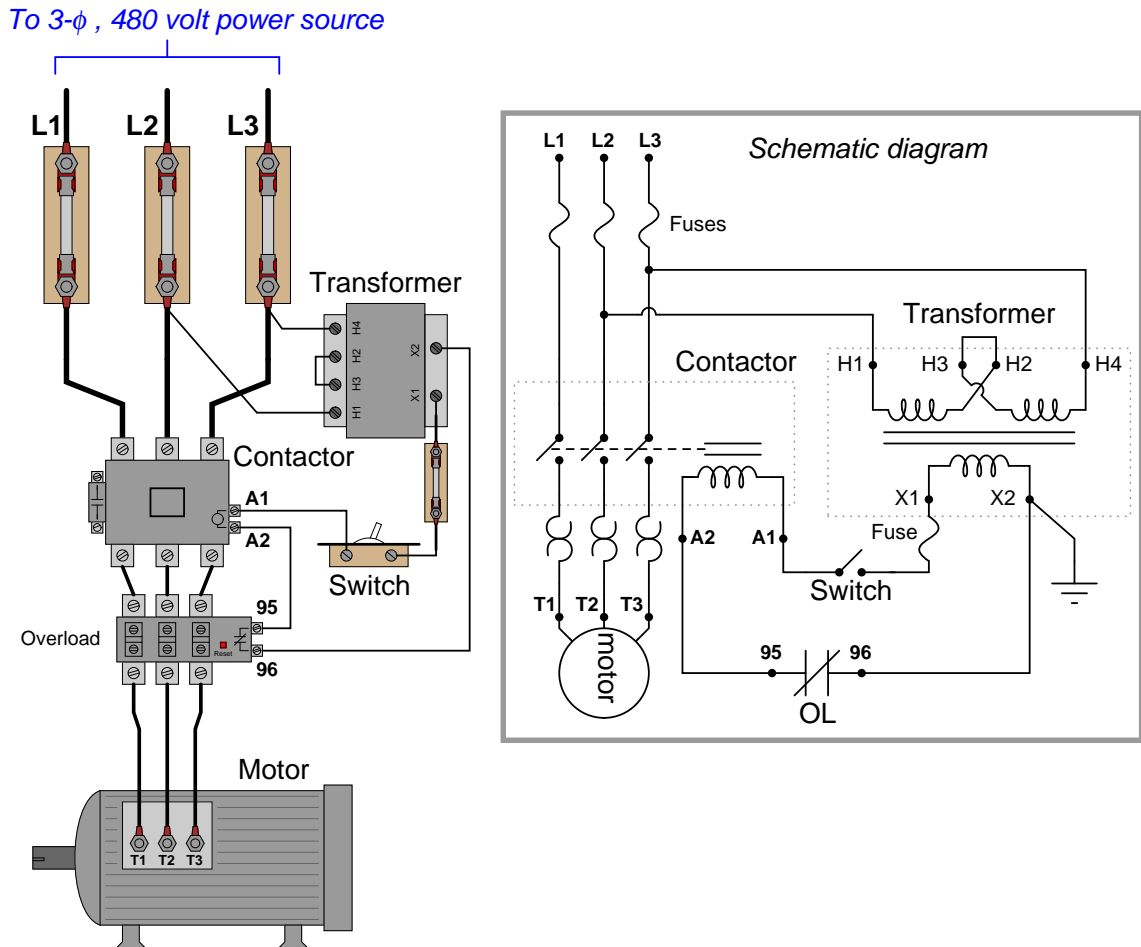 To 3-ϕ , 480 volt power source
L1 L2 L3
Transformer
H4
H2
H3
H1
X2
X1
Contactor
A1
A2
Switch
Overload
95
Reset
96
Motor
T1 T2 T3
Schematic diagram
L1 L2 L3
Fuses
Transformer
Contactor
H1 H3 H2 H4
X1 X2
Fuse
A2 A1
Switch
T1 T2 T3
motor
95 96
OL